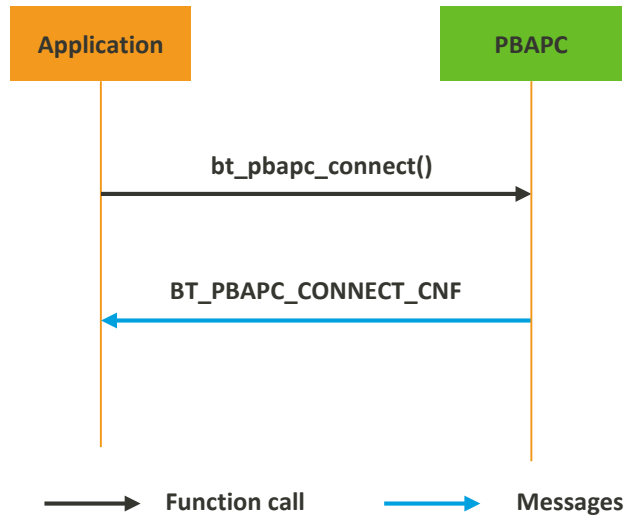 Application
PBAPC
bt_pbapc_connect()
BT_PBAPC_CONNECT_CNF
Function call
Messages